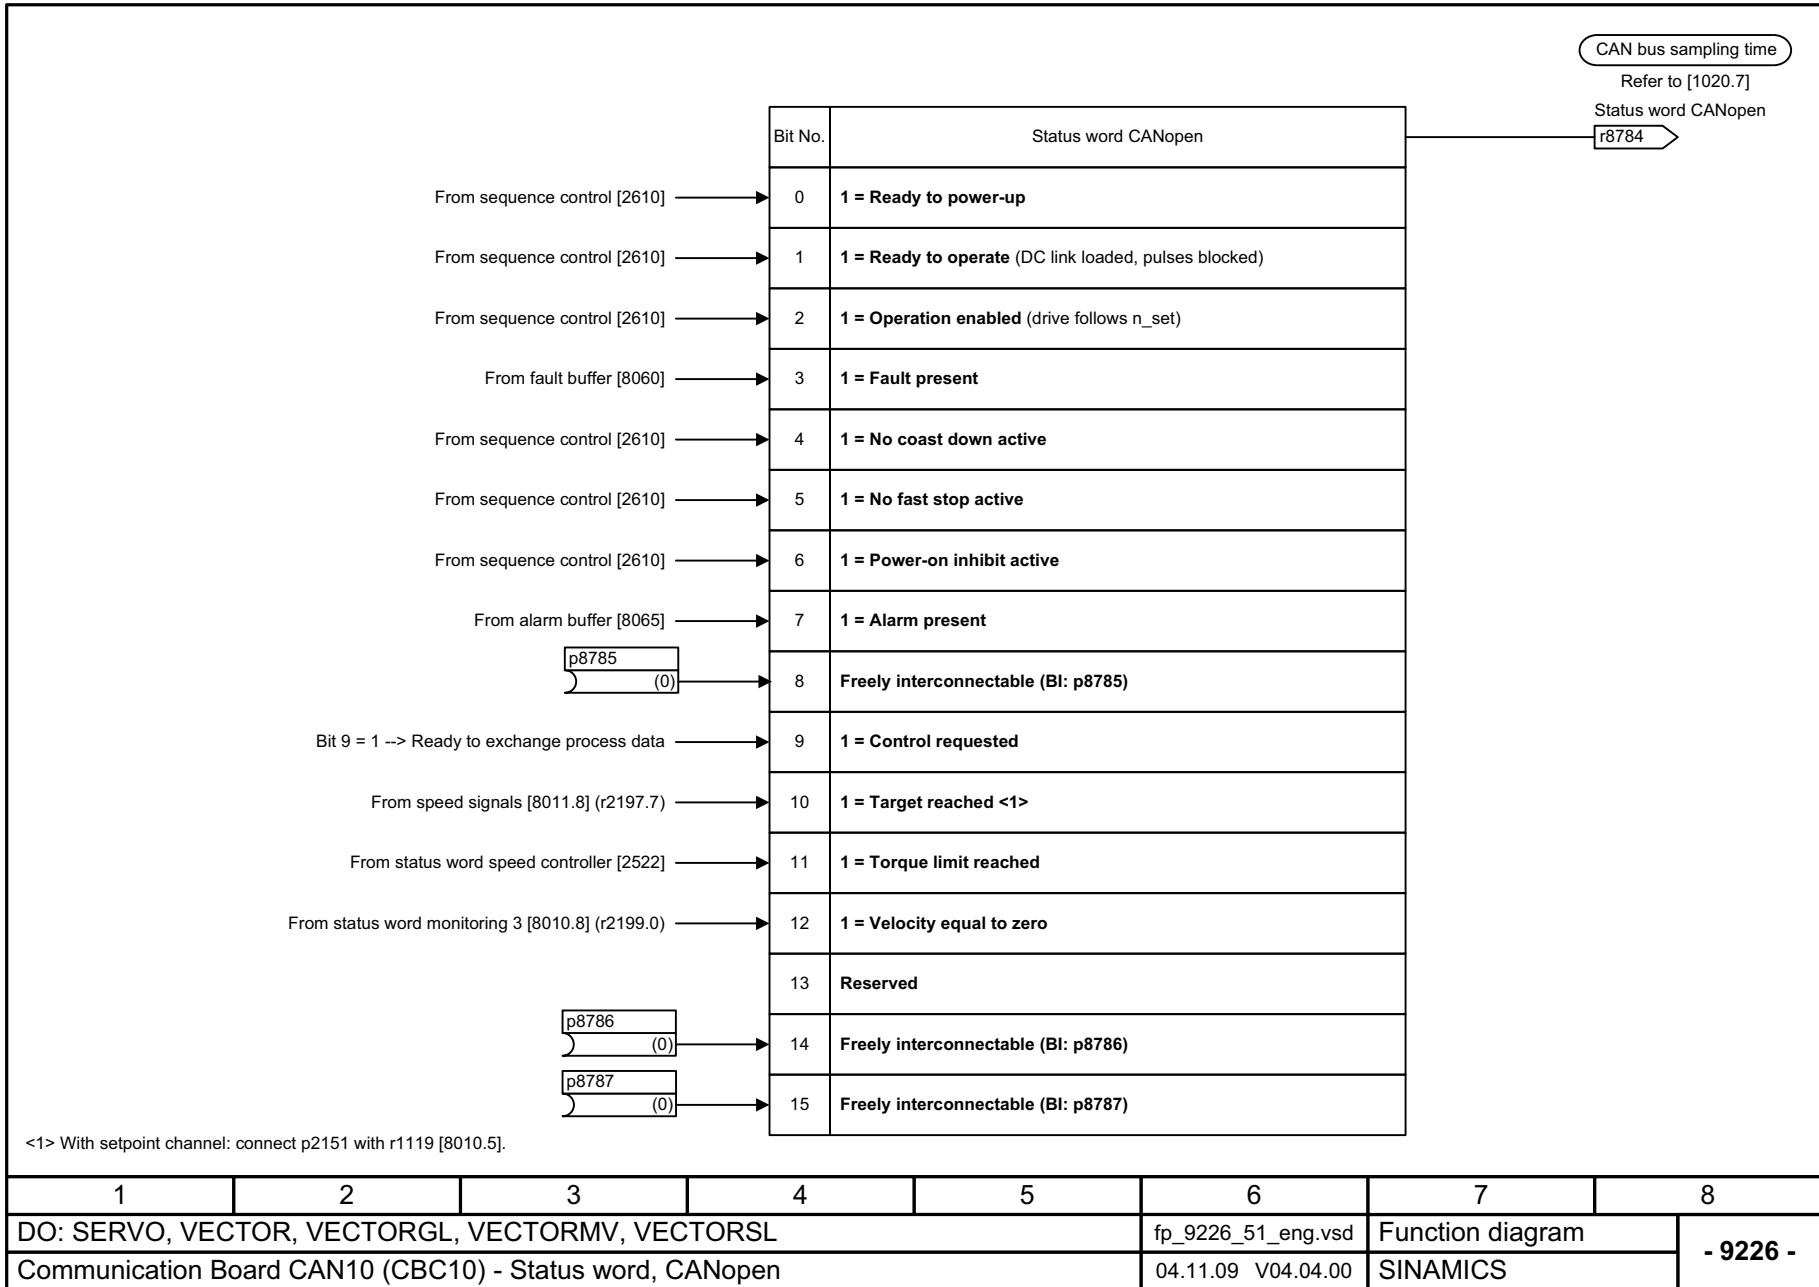 CAN bus sampling time
Refer to [1020.7]
Status word CANopen
r8784
Bit No. Status word CANopen
From sequence control [2610] 0 1 = Ready to power-up
From sequence control [2610] 1 1 = Ready to operate (DC link loaded, pulses blocked)
From sequence control [2610] 2 1 = Operation enabled (drive follows n_set)
From fault buffer [8060] 3 1 = Fault present
From sequence control [2610] 4 1 = No coast down active
From sequence control [2610] 5 1 = No fast stop active
From sequence control [2610] 6 1 = Power-on inhibit active
From alarm buffer [8065] 7 1 = Alarm present
p8785
(0) 8 Freely interconnectable (BI: p8785)
Bit 9 = 1 --> Ready to exchange process data 9 1 = Control requested
From speed signals [8011.8] (r2197.7) 10 1 = Target reached <1>
From status word speed controller [2522] 11 1 = Torque limit reached
From status word monitoring 3 [8010.8] (r2199.0) 12 1 = Velocity equal to zero
13 Reserved
p8786
(0) 14 Freely interconnectable (BI: p8786)
p8787
(0) 15 Freely interconnectable (BI: p8787)
<1> With setpoint channel: connect p2151 with r1119 [8010.5].
1 2 3 4 5 6 7 8
DO: SERVO, VECTOR, VECTORGL, VECTORMV, VECTORSL fp_9226_51_eng.vsd Function diagram
- 9226 -
Communication Board CAN10 (CBC10) - Status word, CANopen 04.11.09 V04.04.00 SINAMICS